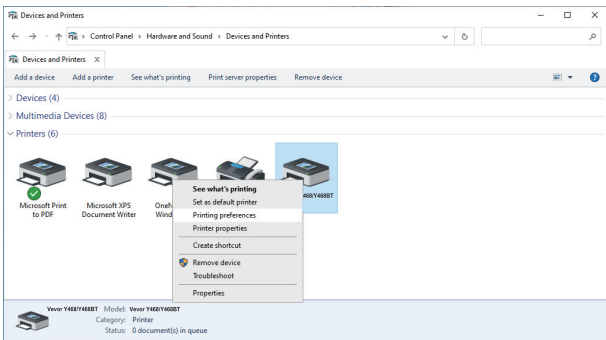 Devices and Printers
Control Panel > Hardware and Sound > Devices and Printers
Devices and Printers X
Add a device Add a printer See what's printing Print server properties Remove device
> Devices (4)
> Multimedia Devices (8)
Printers (6)
Microsoft Print
to PDF
Microsoft XPS
Document Writer
See what's printing
Set as default printer
Printing preferences
Printer properties
Create shortcut
Remove device
Troubleshoot
Properties
Vevor Y468/Y468BT Model: Vevor Y468/Y468BT
Category: Printer
Status: 0 document(s) in queue